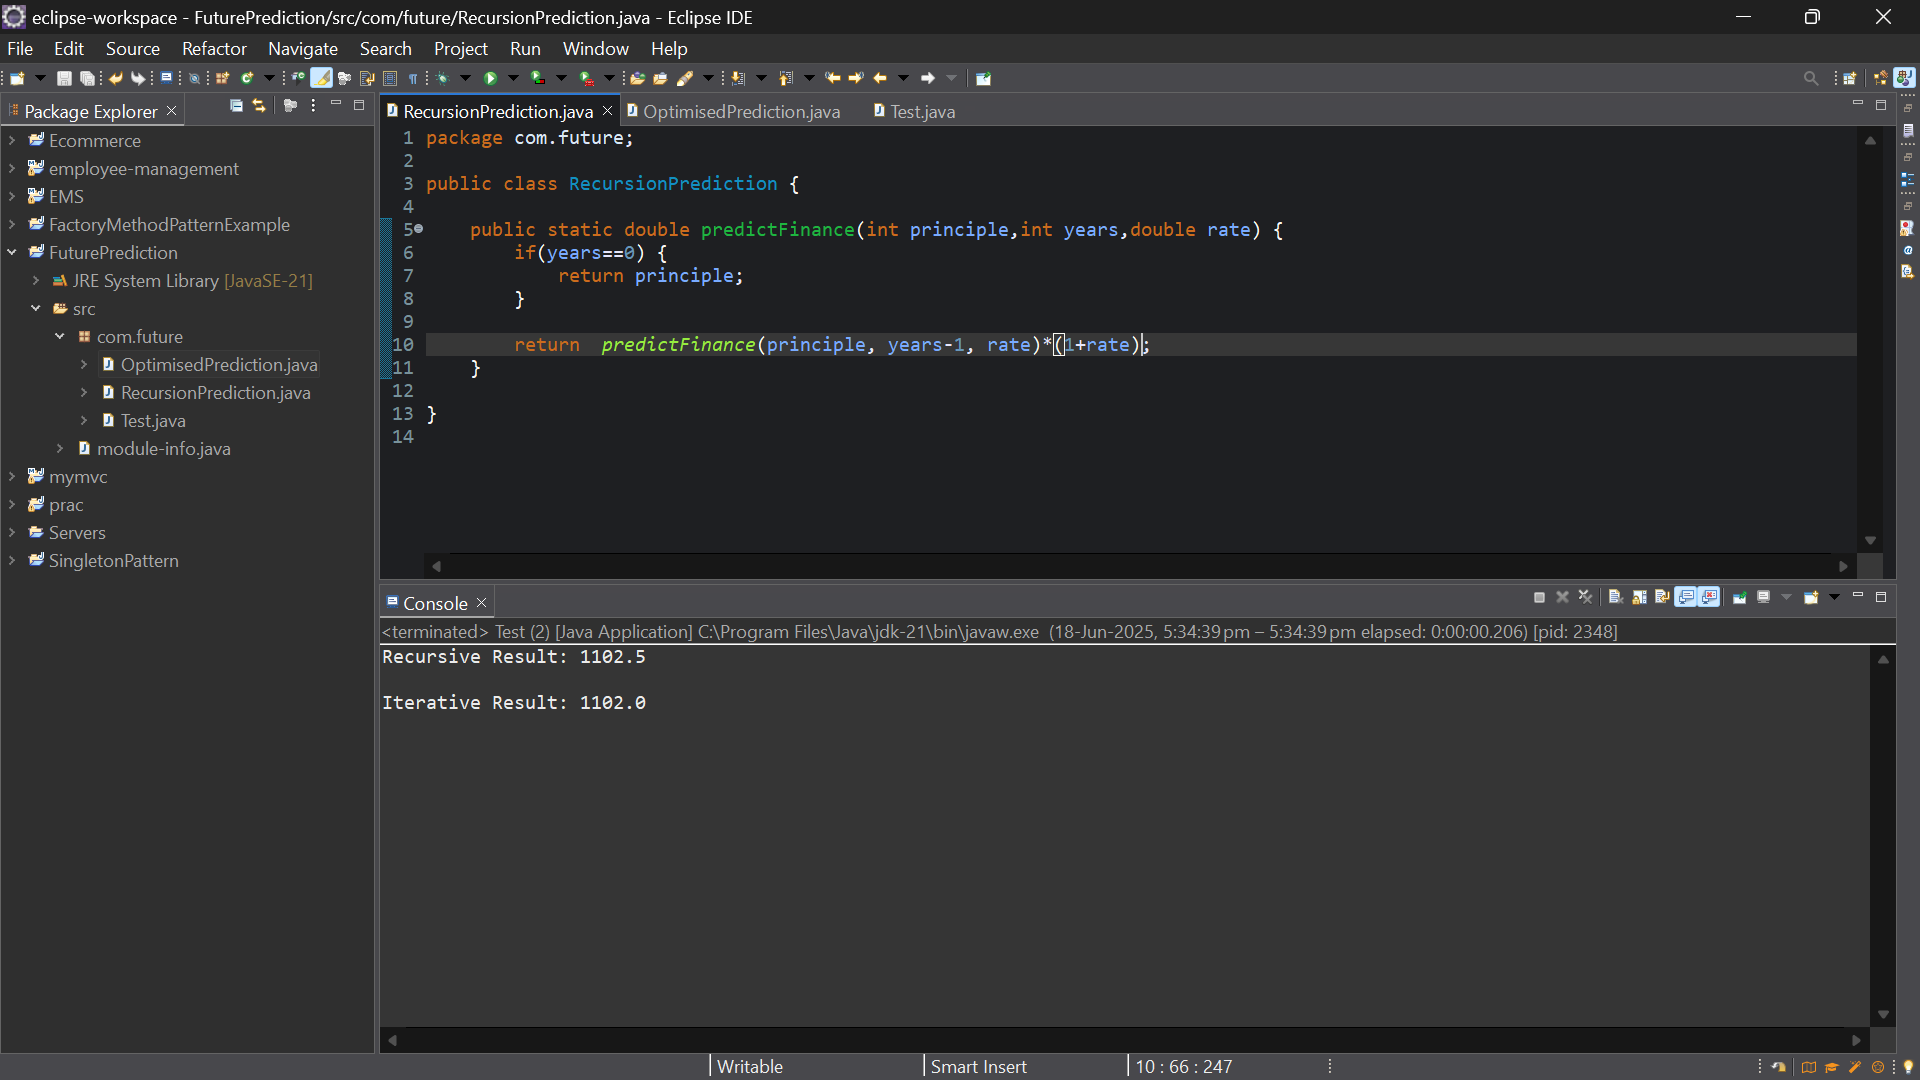 eclipse-workspace - FuturePrediction/src/com/future/RecursionPrediction.java - Eclipse IDE
File Edit Source Refactor Navigate Search Project Run Window Help
Package Explorer
Ecommerce
employee-management
EMS
FactoryMethodPatternExample
FuturePrediction
JRE System Library [JavaSE-21]
src
com.future
OptimisedPrediction.java
RecursionPrediction.java
Test.java
module-info.java
mymvc
prac
Servers
SingletonPattern
RecursionPrediction.java OptimisedPrediction.java Test.java
1 package com.future;
2
3 public class RecursionPrediction {
4
5 public static double predictFinance(int principle,int years,double rate) {
6 if(years==0) {
7 return principle;
8 }
9
10 return  predictFinance(principle, years-1, rate)*(1+rate);
11 }
12
13 }
14
Console
<terminated> Test (2) [Java Application] C:\Program Files\Java\jdk-21\bin\javaw.exe (18-Jun-2025, 5:34:39 pm – 5:34:39 pm elapsed: 0:00:00.206) [pid: 2348]
Recursive Result: 1102.5
Iterative Result: 1102.0
Writable Smart Insert 10 : 66 : 247